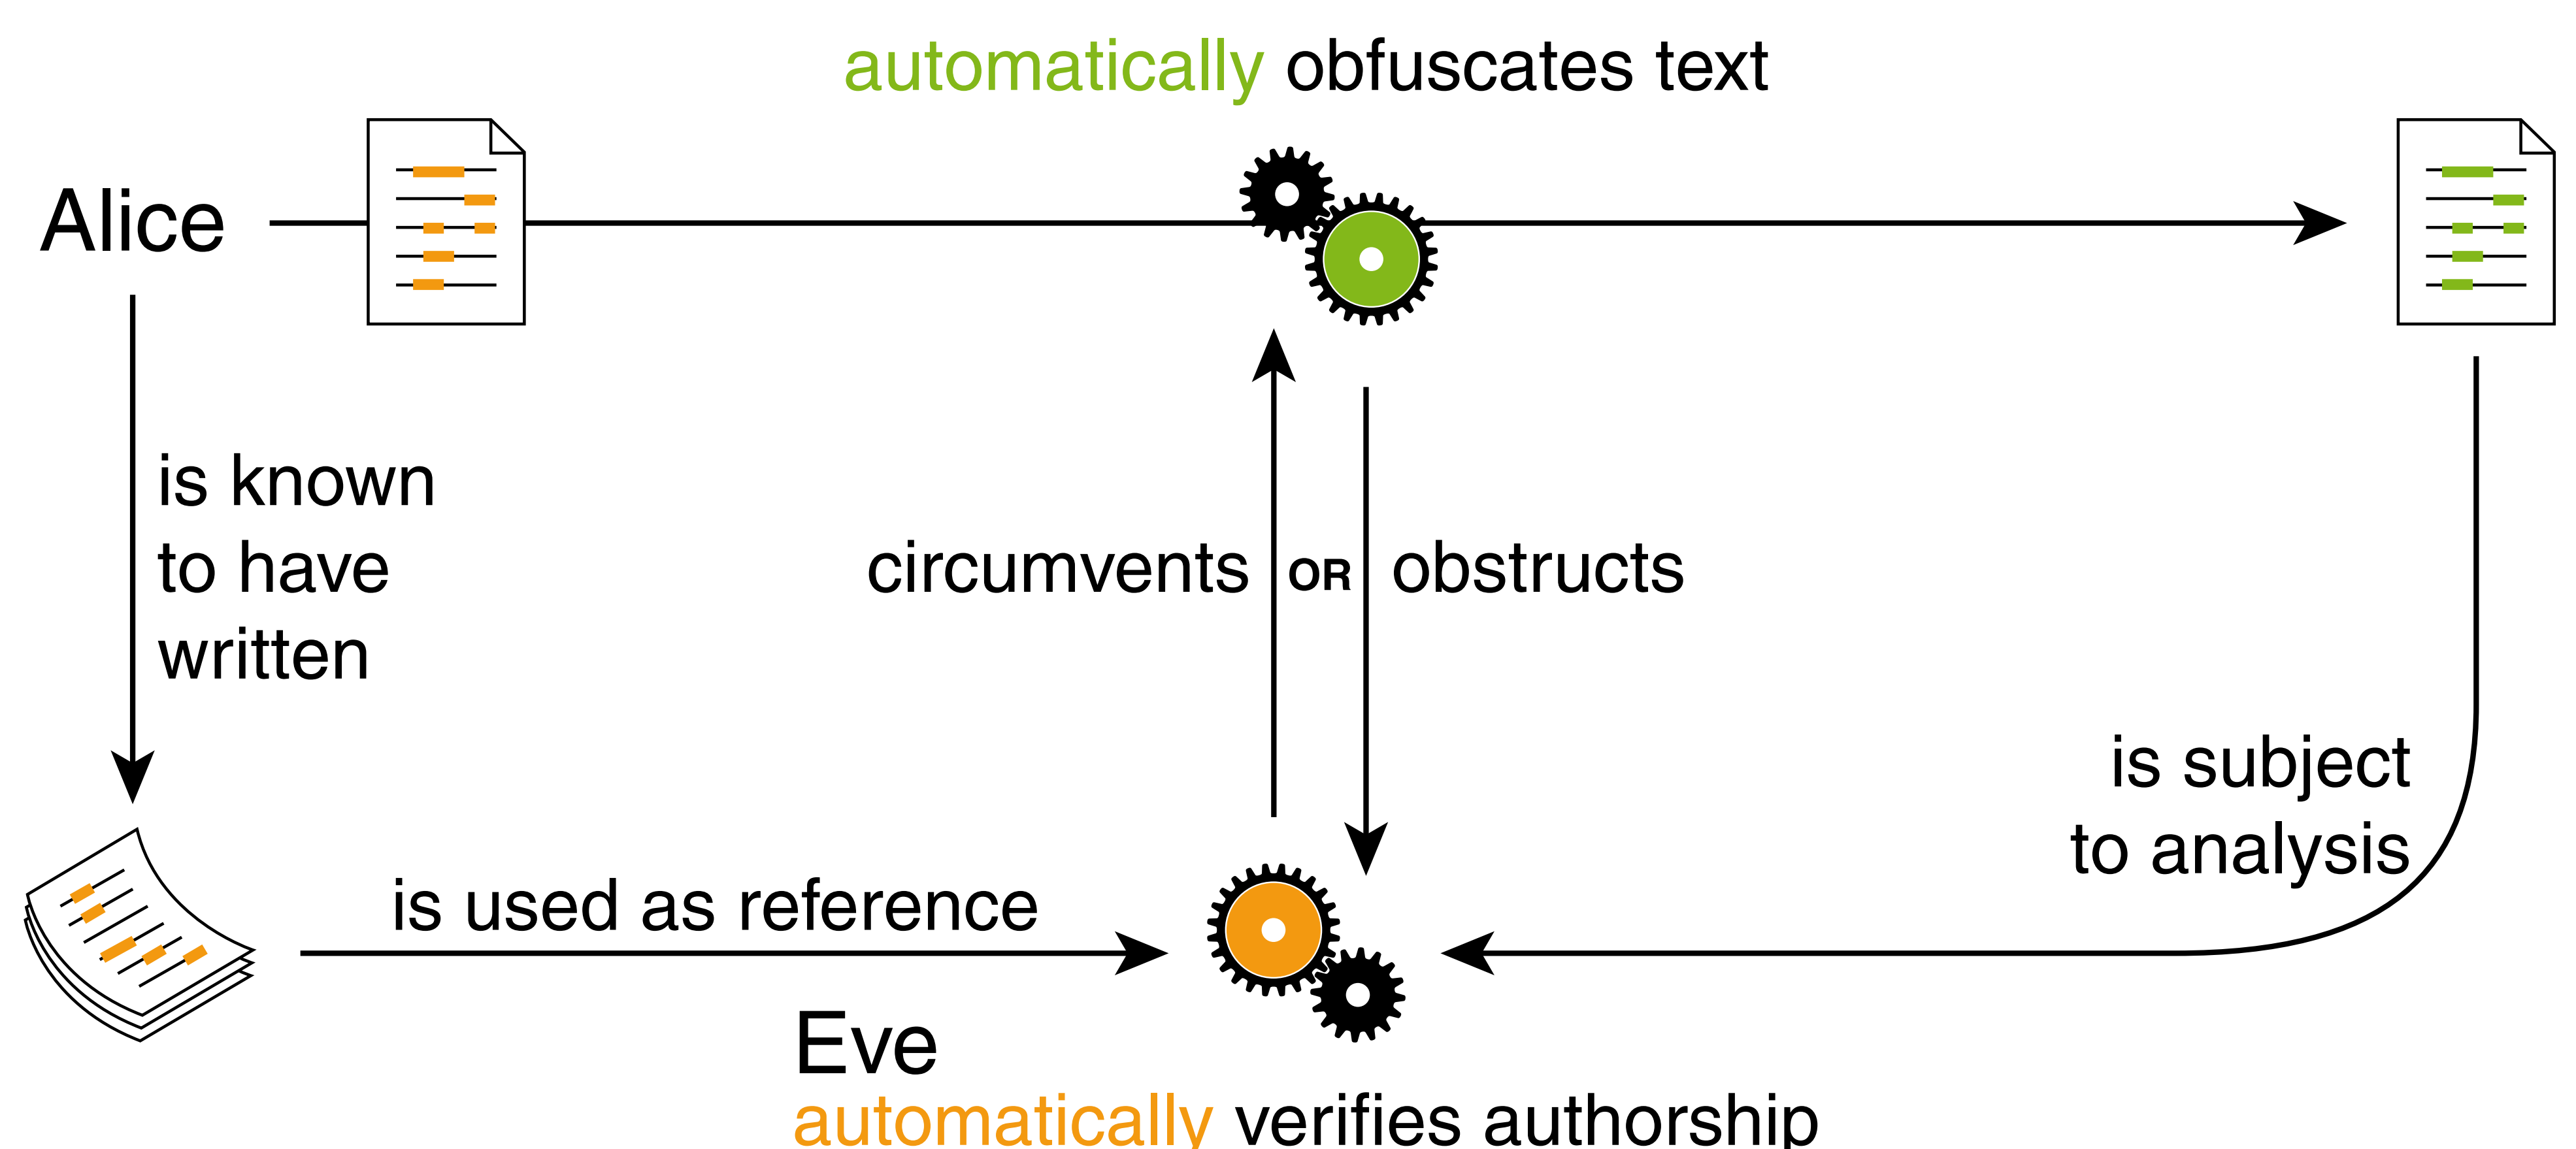 automatically obfuscates text
Alice
is known
to have
written
circumvents OR obstructs
is subject
to analysis
is used as reference
Eve
automatically verifies authorship